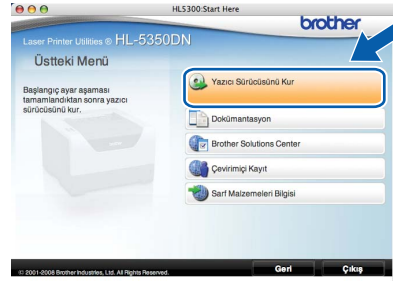 HL5300:Start Here
brother
Laser Printer Utilities ® HL-5350DN
Üstteki Menü
Başlangıç ayar aşaması
tamamlandıktan sonra yazıcı
sürücüsünü kur.
Yazıcı Sürücüsünü Kur
Dokümantasyon
Brother Solutions Center
Çevirimiçi Kayıt
Sarf Malzemeleri Bilgisi
© 2001-2008 Brother Industries, Ltd. All Rights Reserved.
Geri
Çıkış